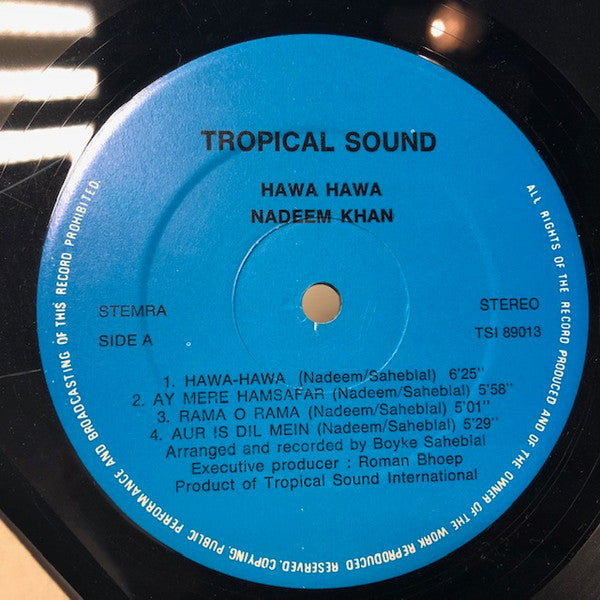 TROPICAL SOUND
HAWA HAWA
NADEEM KHAN
STEMRA
STEREO
SIDE A
TSI 89013
1. HAWA-HAWA (Nadeem/Saheblal) 6'25"
2. AY MERE HAMSAFAR (Nadeem/Saheblal) 5'58"
3. RAMA O RAMA (Nadeem/Saheblal) 5'01"
4. AUR IS DIL MEIN (Nadeem/Saheblal) 5'29"
Arranged and recorded by Boyke Saheblal
Executive producer : Roman Bhoep
Product of Tropical Sound International
ALL RIGHTS OF THE RECORD PRODUCED AND OF THE OWNER OF THE WORK REPRODUCED RESERVED. COPYING PUBLIC PERFORMANCE AND BROADCASTING OF THIS RECORD PROHIBITED.